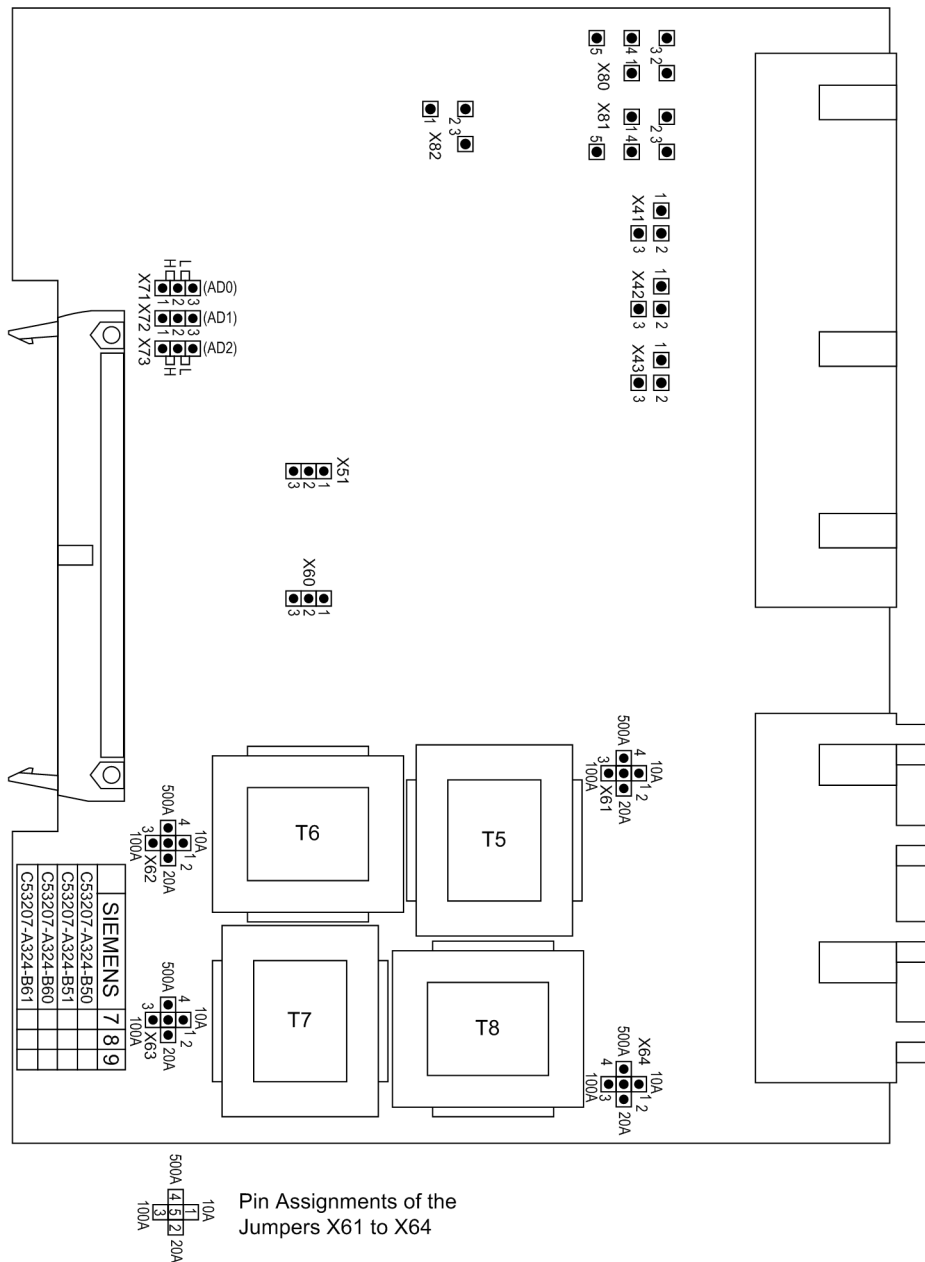 5
4
3
2
1
X80
X81
1
2
4
3
5
1
2
3
X82
X41
1
2
3
X42
1
2
3
X43
1
2
3
H
L
X71
1
2
3
(AD0)
X72
1
2
3
(AD1)
X73
(AD2)
H
L
X51
3
2
1
X60
3
2
1
500A
4
10A
3
1
2
100A
X61
20A
T6
T5
500A
4
10A
3
1
2
100A
X62
20A
T7
T8
500A
4
10A
3
1
2
100A
X63
20A
X64
500A
4
10A
1
2
3
100A
20A
SIEMENS 7 8 9
C53207-A324-B50
C53207-A324-B51
C53207-A324-B60
C53207-A324-B61
500A
4
10A
3 5 1
100A
2
20A
Pin Assignments of the
Jumpers X61 to X64